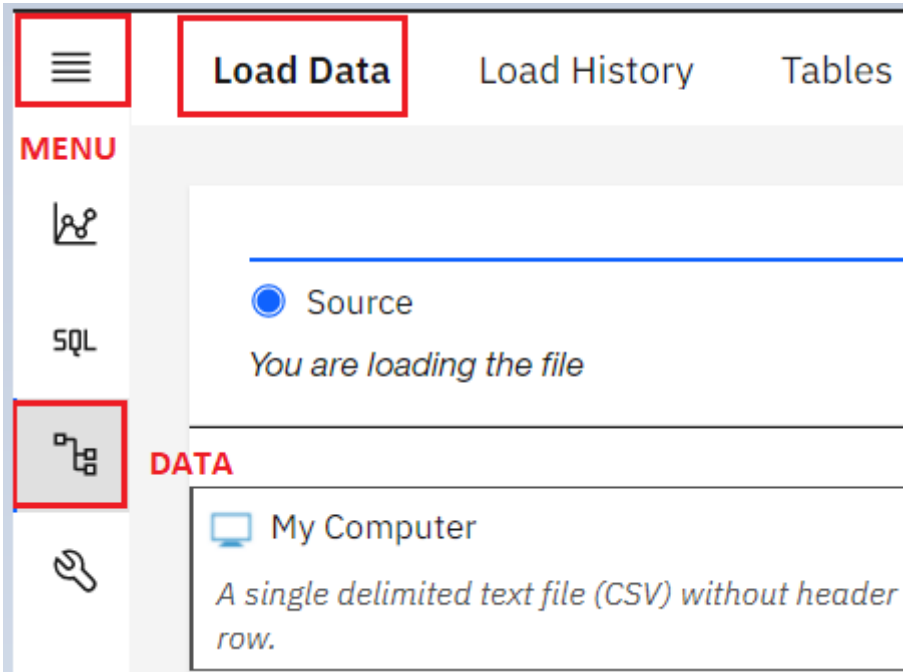 Load Data Load History Tables
MENU
Source
SQL
You are loading the file
DATA
My Computer
A single delimited text file (CSV) without header
row.